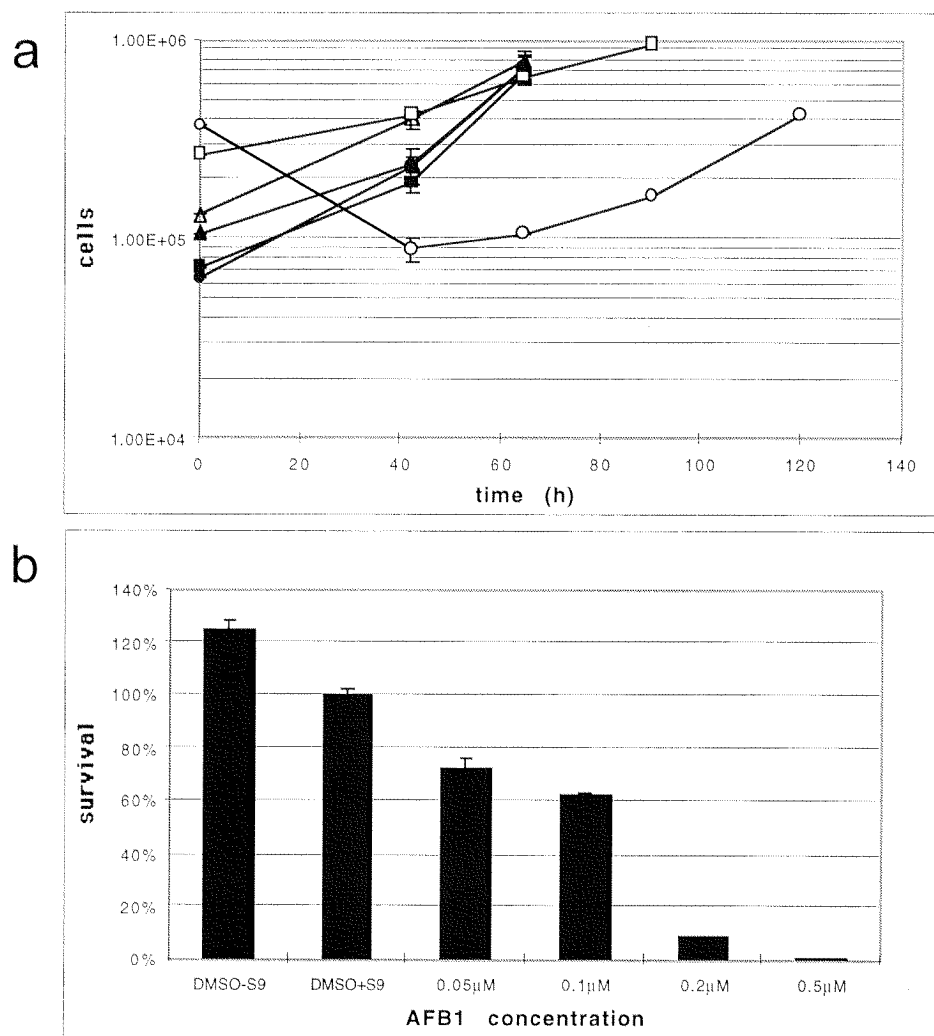 a
1.00E+06
1.00E+05
1.00E+04
cells
0 20 40 60 80 100 120 140
time (h)
b
140%
120%
100%
80%
60%
40%
20%
0%
survival
DMSO-S9 DMSO+S9 0.05µM 0.1µM 0.2µM 0.5µM
AFB1 concentration